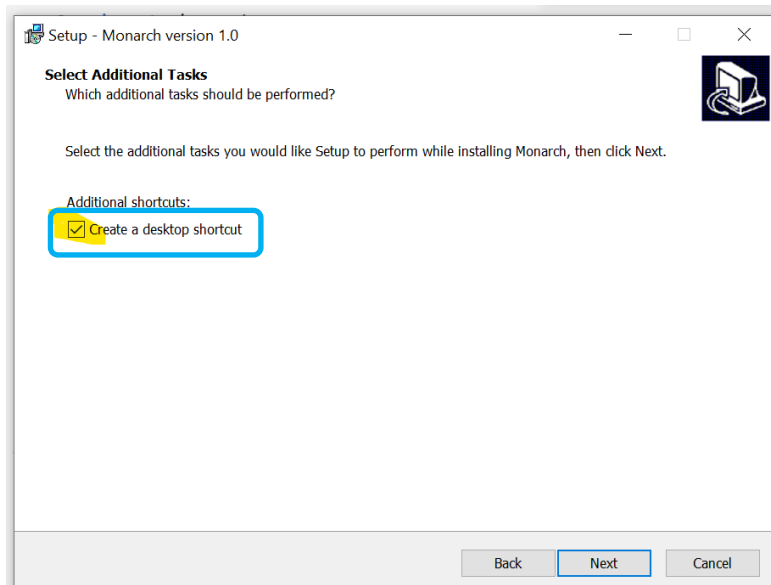 Setup - Monarch version 1.0
Select Additional Tasks
Which additional tasks should be performed?
Select the additional tasks you would like Setup to perform while installing Monarch, then click Next.
Additional shortcuts:
Create a desktop shortcut
Back Next Cancel